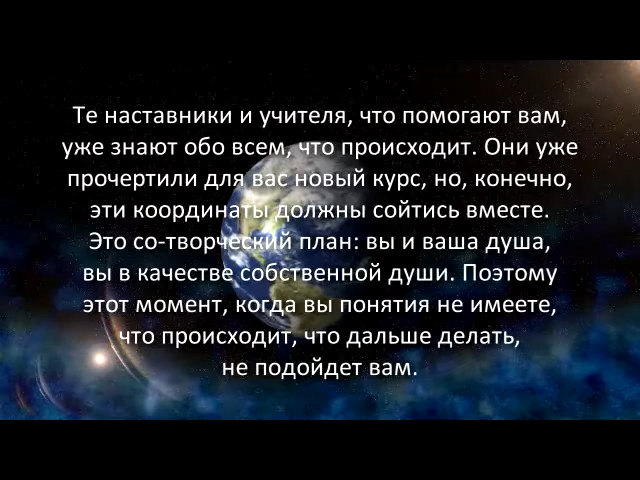 Те наставники и учителя, что помогают вам,
уже знают обо всем, что происходит. Они уже
прочертили для вас новый курс, но, конечно,
эти координаты должны сойтись вместе.
Это со-творческий план: вы и ваша душа,
вы в качестве собственной души. Поэтому
этот момент, когда вы понятия не имеете,
что происходит, что дальше делать,
не подойдет вам.